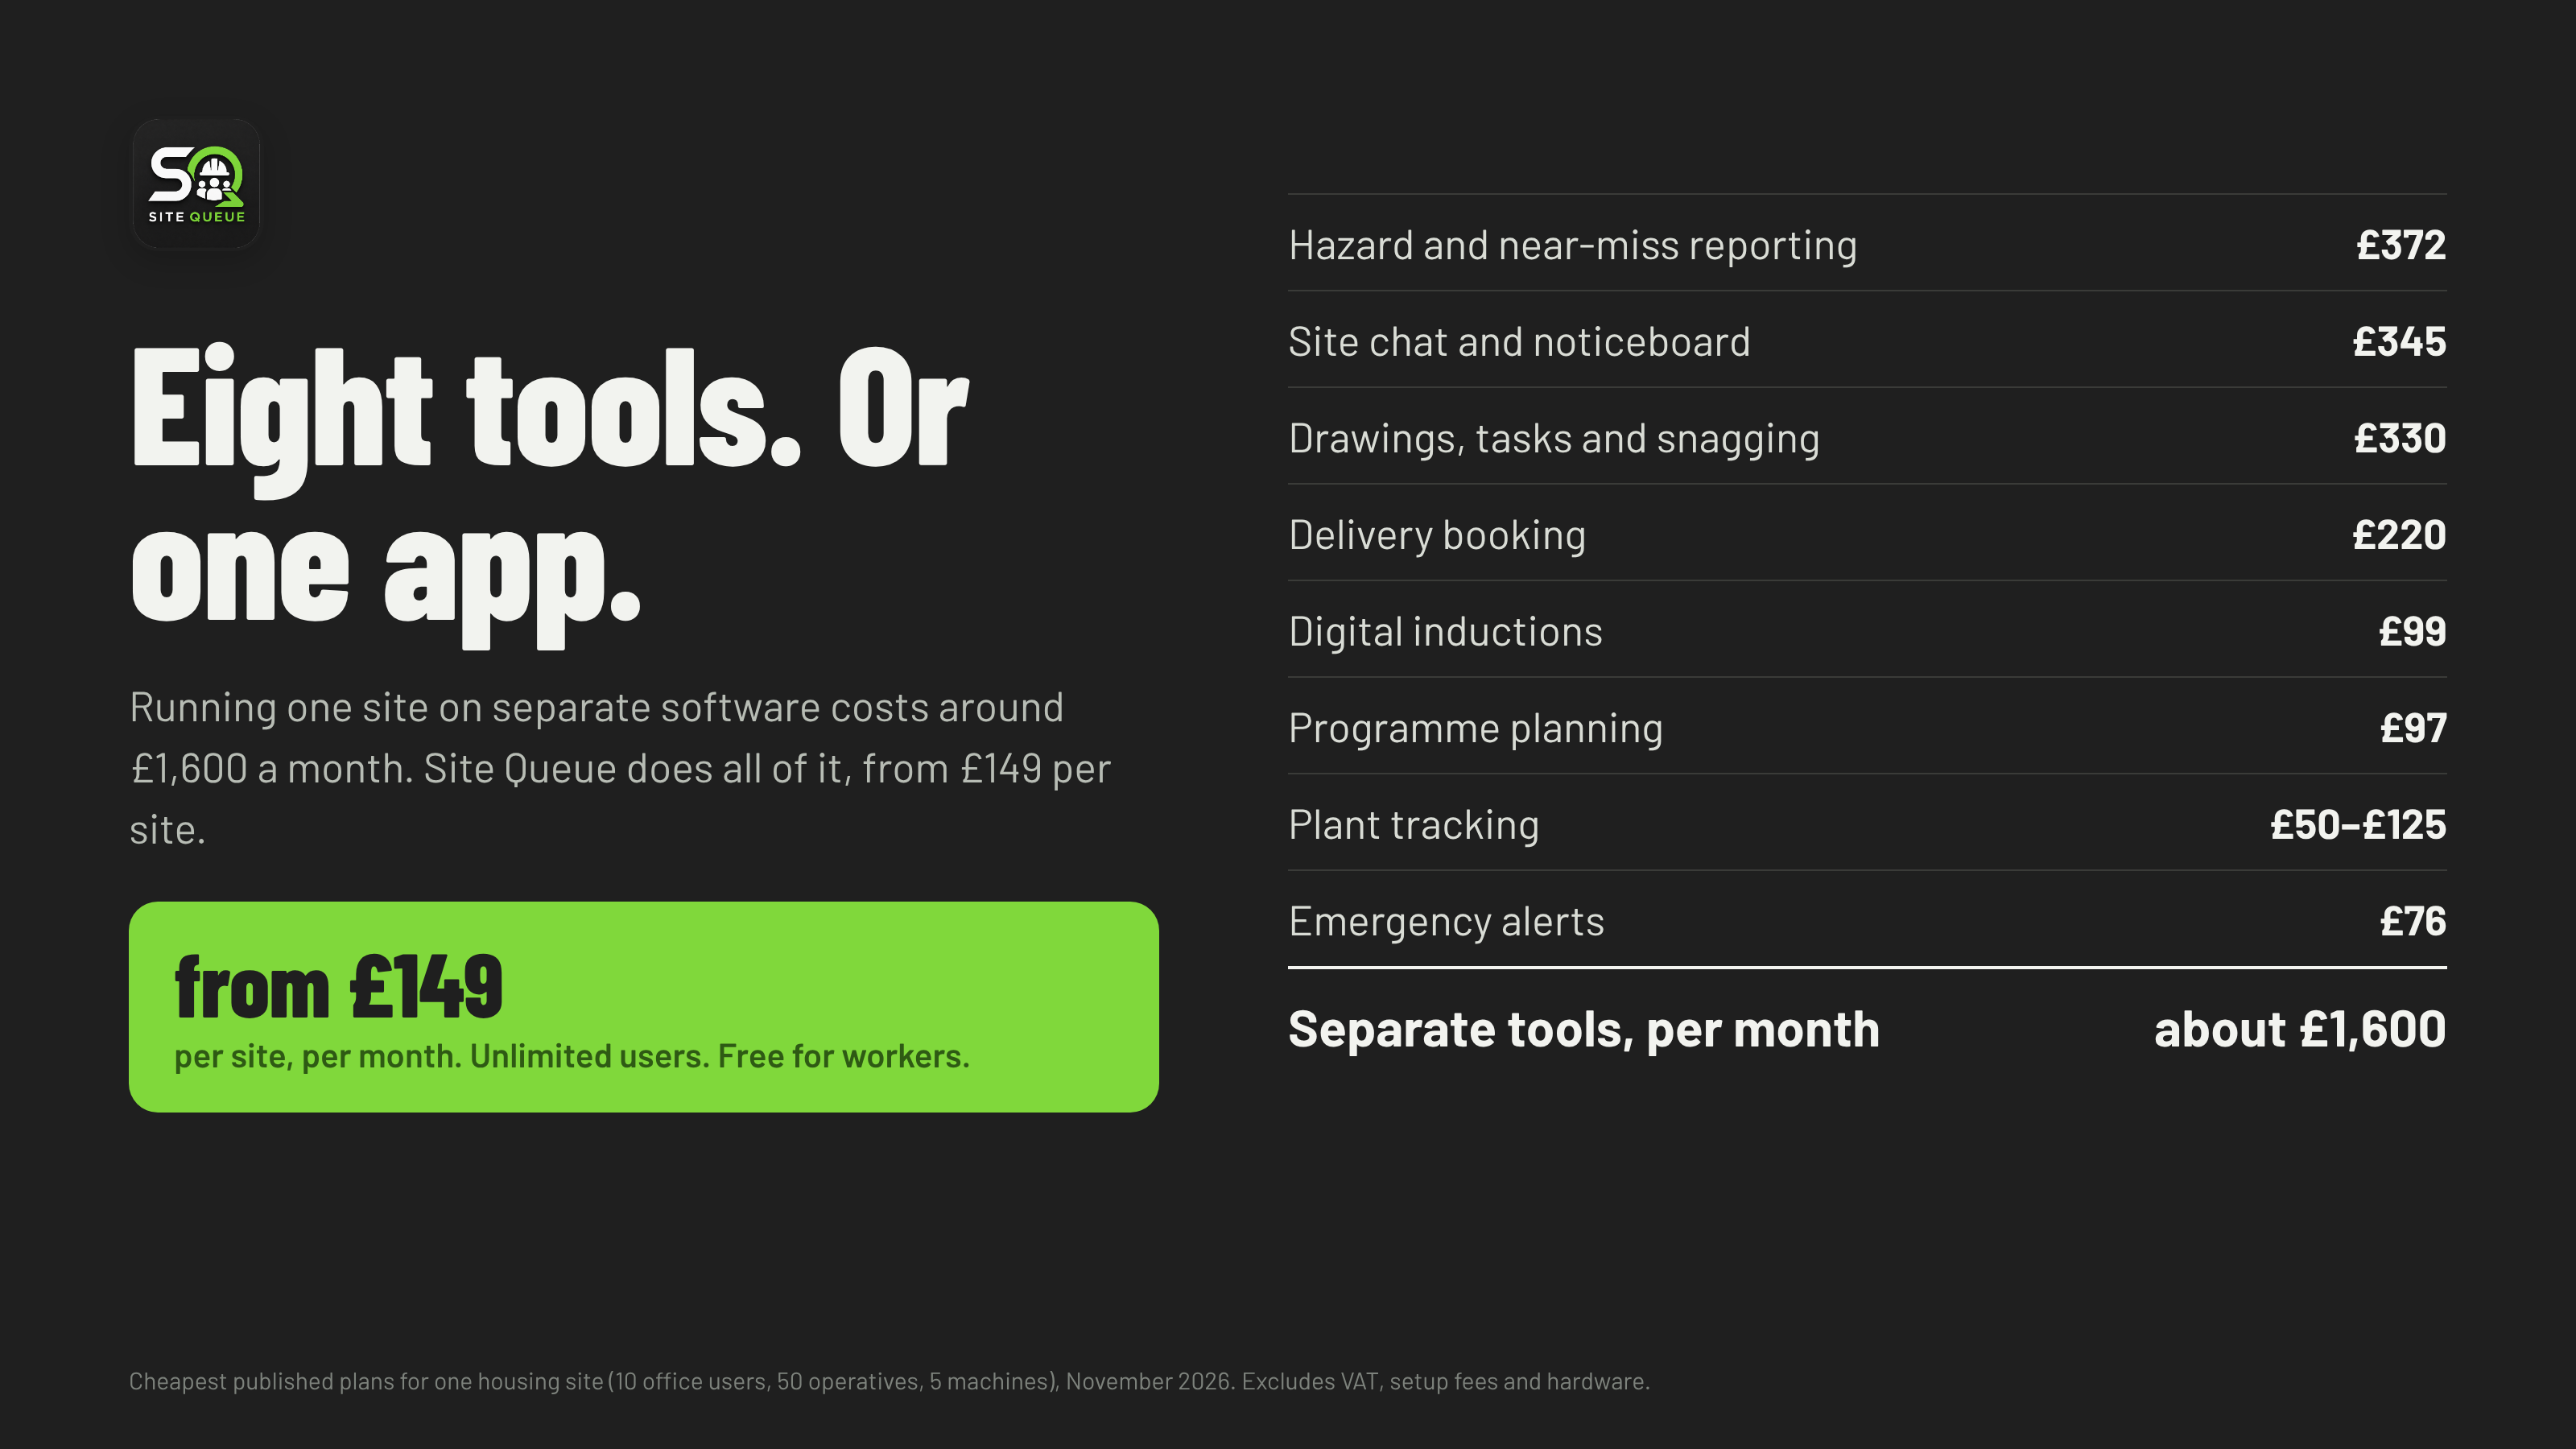 SQ
SITE QUEUE
Eight tools. Or
one app.
Running one site on separate software costs around
£1,600 a month. Site Queue does all of it, from £149 per
site.
from £149
per site, per month. Unlimited users. Free for workers.
Hazard and near-miss reporting £372
Site chat and noticeboard £345
Drawings, tasks and snagging £330
Delivery booking £220
Digital inductions £99
Programme planning £97
Plant tracking £50–£125
Emergency alerts £76
Separate tools, per month about £1,600
Cheapest published plans for one housing site (10 office users, 50 operatives, 5 machines), November 2026. Excludes VAT, setup fees and hardware.